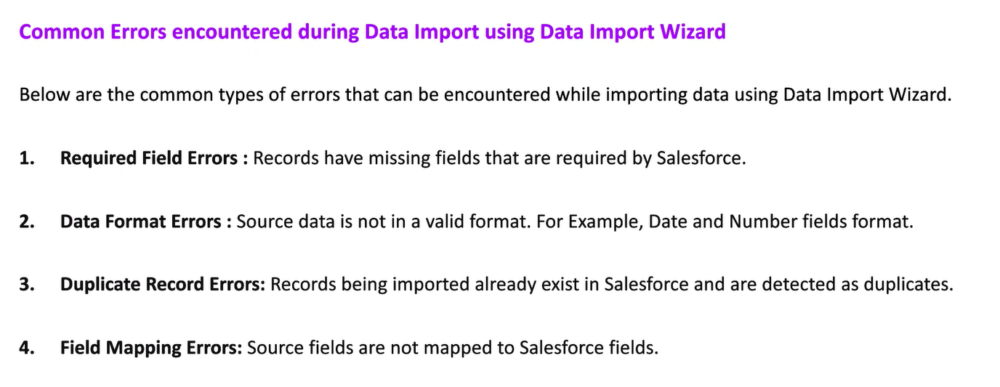 Common Errors encountered during Data Import using Data Import Wizard
Below are the common types of errors that can be encountered while importing data using Data Import Wizard.
1. Required Field Errors : Records have missing fields that are required by Salesforce.
2. Data Format Errors : Source data is not in a valid format. For Example, Date and Number fields format.
3. Duplicate Record Errors: Records being imported already exist in Salesforce and are detected as duplicates.
4. Field Mapping Errors: Source fields are not mapped to Salesforce fields.